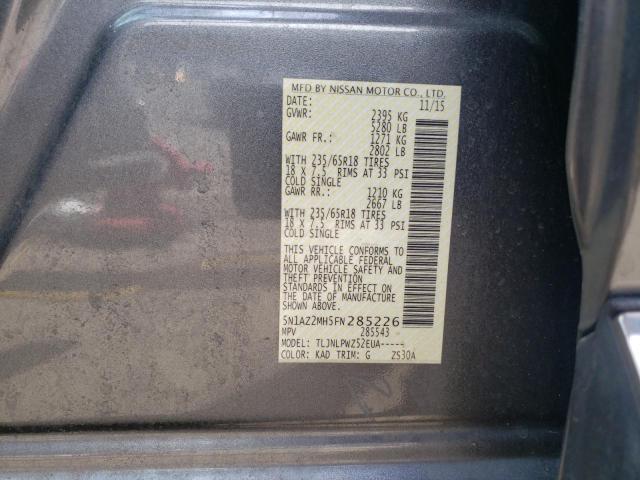 MFD BY NISSAN MOTOR CO., LTD.
DATE: 11/15
GVWR: 2395 KG
5280 LB
GAWR FR.: 1271 KG
2802 LB
WITH 235/65R18 TIRES
18 X 7.5 RIMS AT 33 PSI
COLD SINGLE
GAWR RR.: 1210 KG
2667 LB
WITH 235/65R18 TIRES
18 X 7.5 RIMS AT 33 PSI
COLD SINGLE
THIS VEHICLE CONFORMS TO
ALL APPLICABLE FEDERAL
MOTOR VEHICLE SAFETY AND
THEFT PREVENTION
STANDARDS IN EFFECT ON
THE DATE OF MANUFACTURE
SHOWN ABOVE.
5N1AZ2MH5FN285226
MPV 285543
MODEL: TLJNLPWZ52EUA-----
COLOR: KAD TRIM: G ZS30A